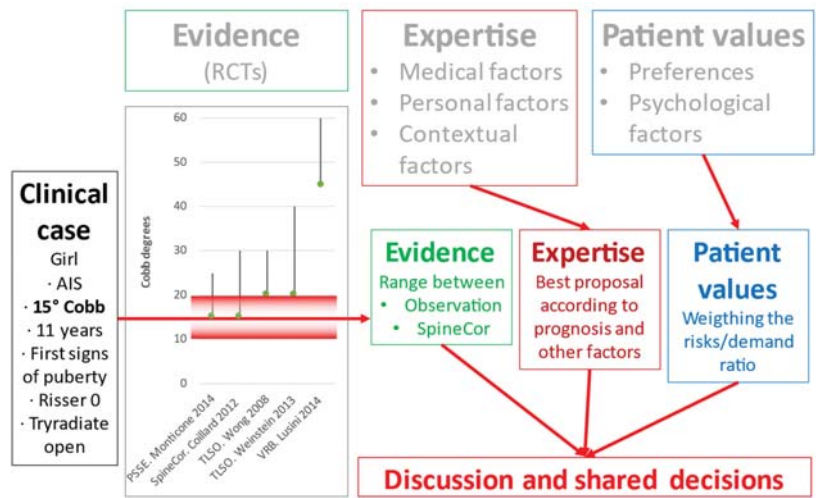 Evidence
(RCTs)
Expertise
• Medical factors
• Personal factors
• Contextual
factors
Patient values
• Preferences
• Psychological
factors
Clinical
case
Girl
· AIS
· 15° Cobb
· 11 years
· First signs
of puberty
· Risser 0
· Tryradiate
open
Cobb degrees
60
50
40
30
20
10
0
PSSE. Monticone 2014
SpineCor. Coillard 2012
TLSO. Wong 2008
TLSO. Weinstein 2013
VRB. Lusini 2014
Evidence
Range between
• Observation
• SpineCor
Expertise
Best proposal
according to
prognosis and
other factors
Patient
values
Weigthing the
risks/demand
ratio
Discussion and shared decisions